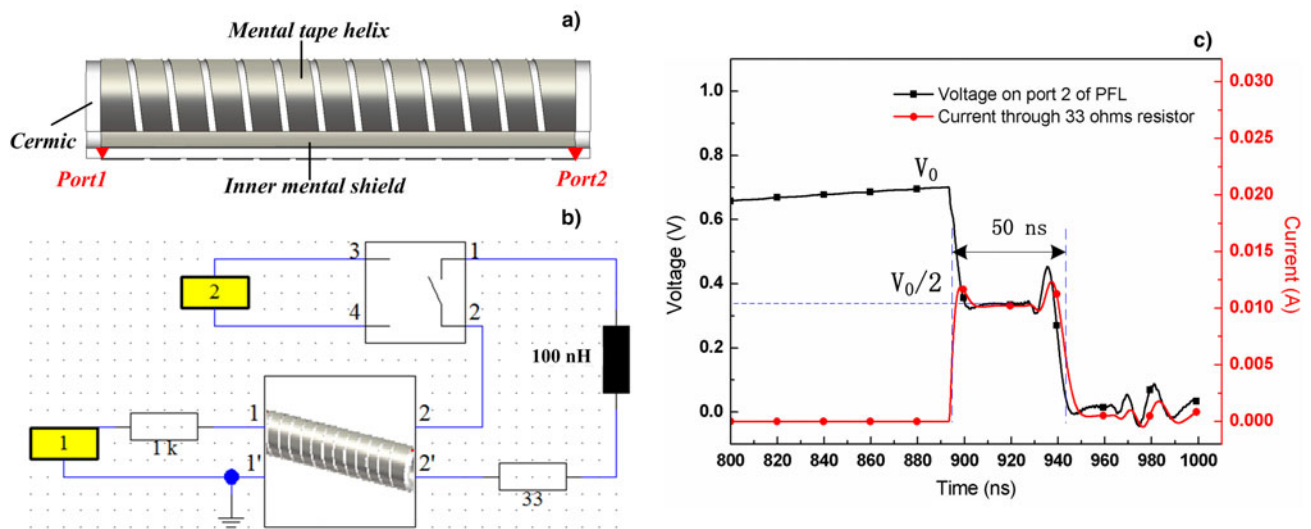 a)
Mental tape helix
Cermic
Port1
Inner mental shield
Port2
b)
3
1
2
4
2
100 nH
1
1 k
1
2
1'
2'
33
c)
Voltage on port 2 of PFL
Current through 33 ohms resistor
V0
50 ns
V0/2
Voltage (V)
1.0
0.8
0.6
0.4
0.2
0.0
Current (A)
0.030
0.025
0.020
0.015
0.010
0.005
0.000
800 820 840 860 880 900 920 940 960 980 1000
Time (ns)